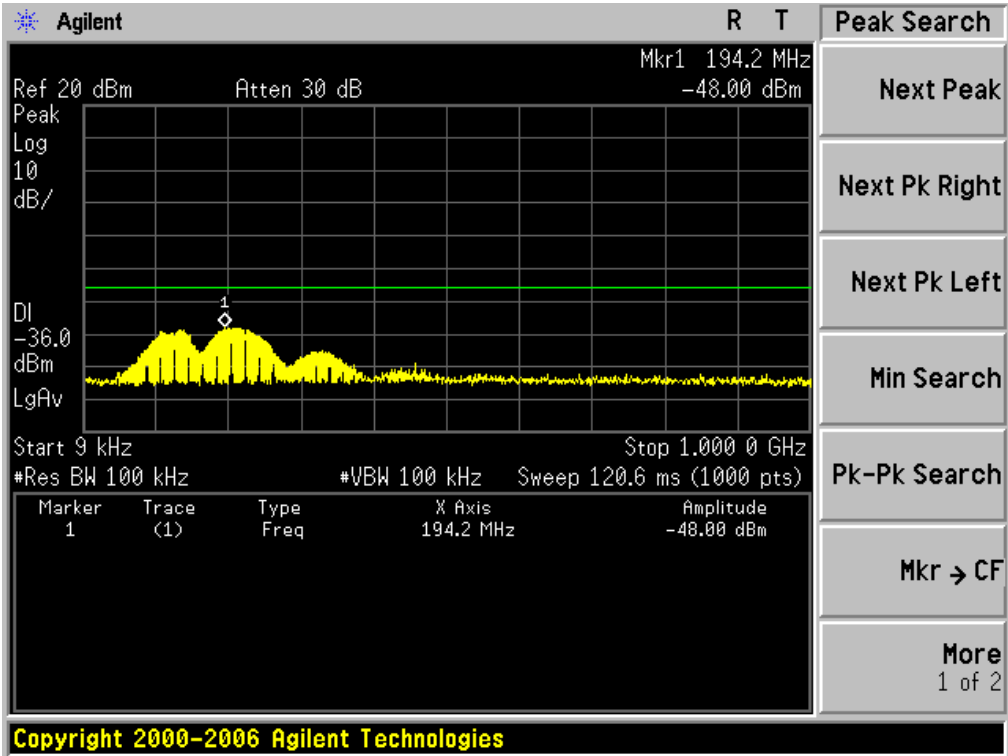 Agilent R T Peak Search
Mkr1 194.2 MHz
Ref 20 dBm Atten 30 dB -48.00 dBm
Peak
Log
10
dB/
1
DI
-36.0
dBm
LgAv
Start 9 kHz Stop 1.000 0 GHz
#Res BW 100 kHz #VBW 100 kHz Sweep 120.6 ms (1000 pts)
Marker Trace Type X Axis Amplitude
1 (1) Freq 194.2 MHz -48.00 dBm
Next Peak
Next Pk Right
Next Pk Left
Min Search
Pk-Pk Search
Mkr → CF
More
1 of 2
Copyright 2000-2006 Agilent Technologies